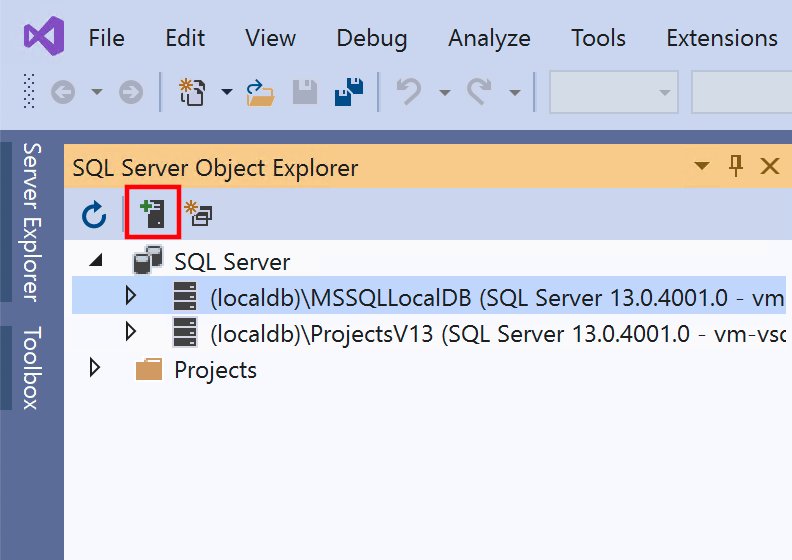 File Edit View Debug Analyze Tools Extensions
Server Explorer
Toolbox
SQL Server Object Explorer
SQL Server
(localdb)\MSSQLLocalDB (SQL Server 13.0.4001.0 - vm
(localdb)\ProjectsV13 (SQL Server 13.0.4001.0 - vm-vsc
Projects